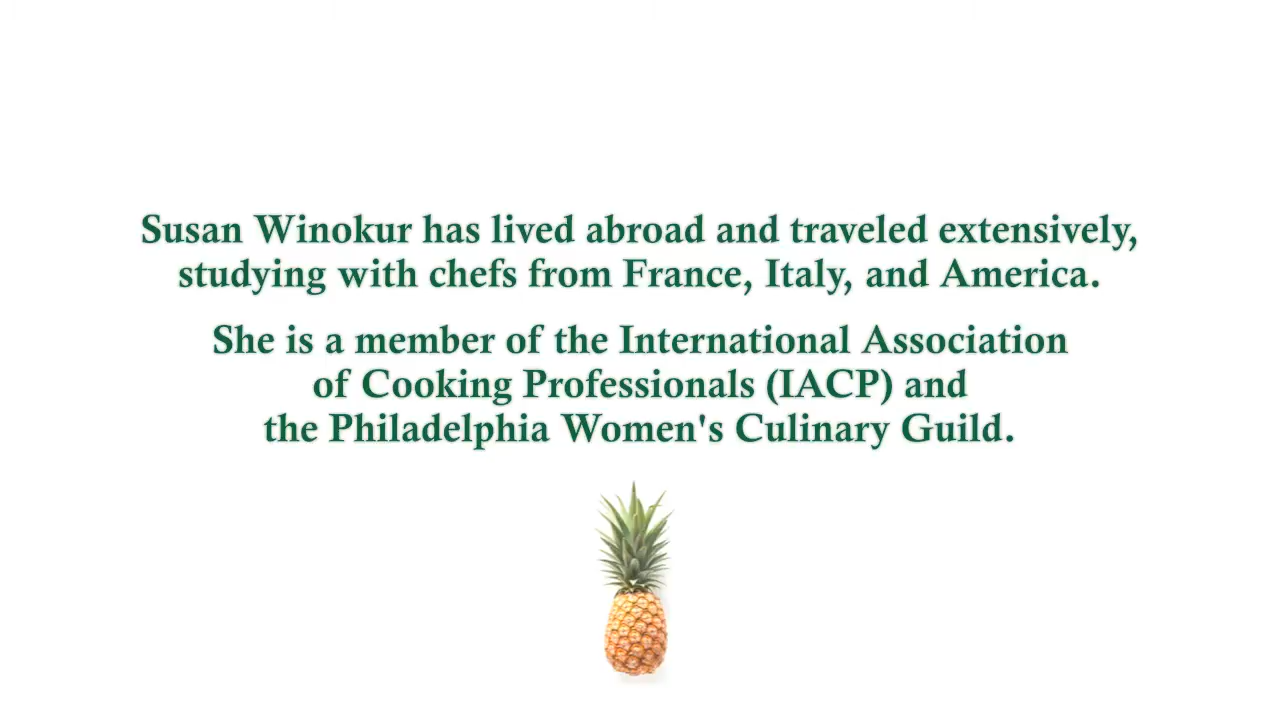 Susan Winokur has lived abroad and traveled extensively,
studying with chefs from France, Italy, and America.
She is a member of the International Association
of Cooking Professionals (IACP) and
the Philadelphia Women's Culinary Guild.